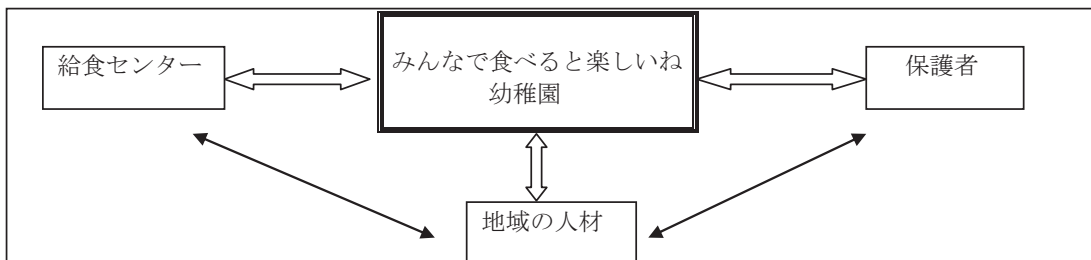 給食センター
みんなで食べると楽しいね
幼稚園
保護者
地域の人材